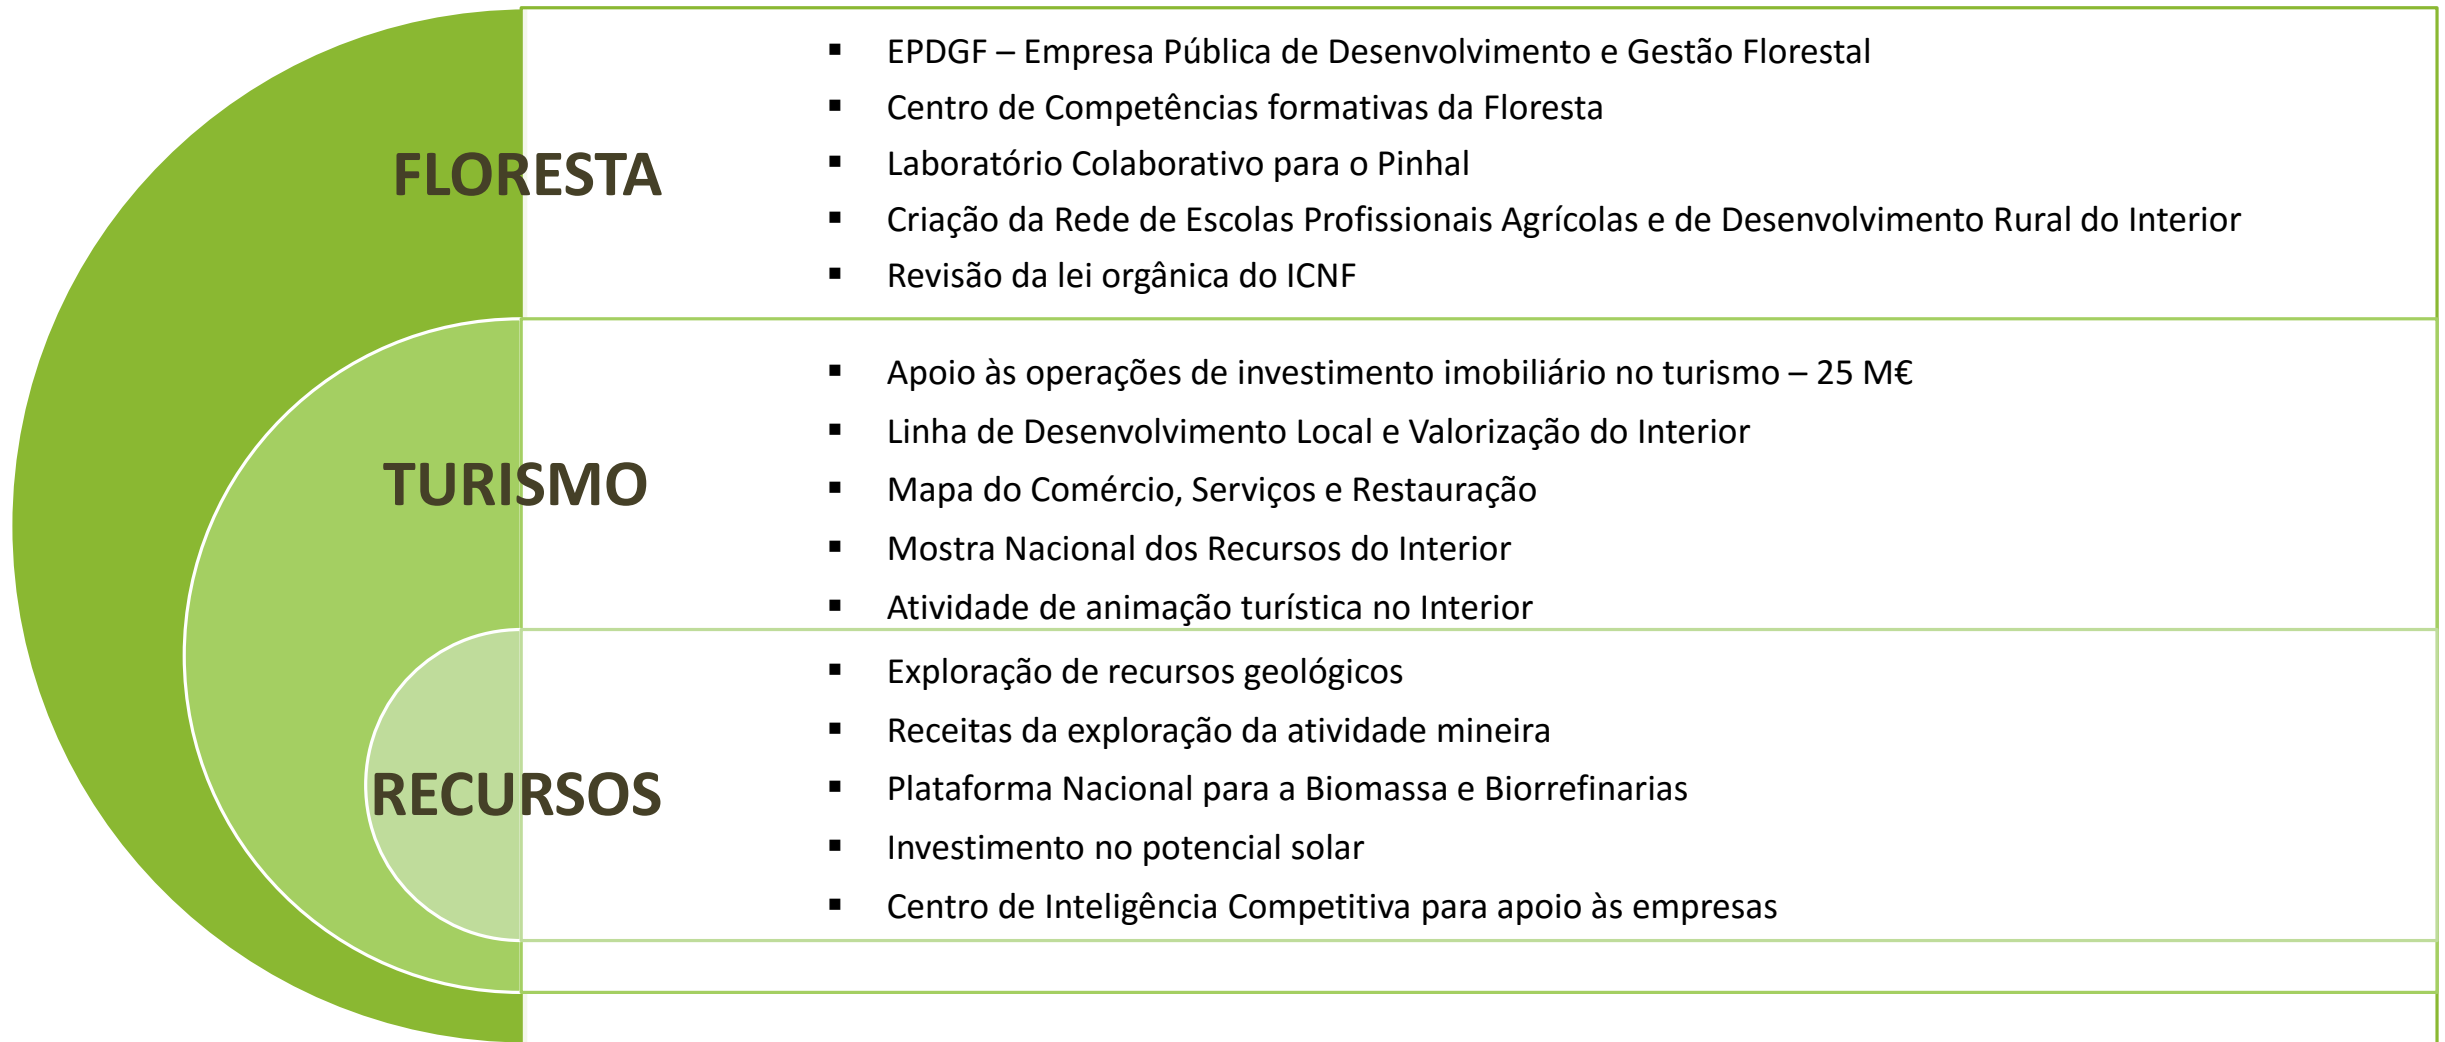 FLORESTA
▪ EPDGF – Empresa Pública de Desenvolvimento e Gestão Florestal
▪ Centro de Competências formativas da Floresta
▪ Laboratório Colaborativo para o Pinhal
▪ Criação da Rede de Escolas Profissionais Agrícolas e de Desenvolvimento Rural do Interior
▪ Revisão da lei orgânica do ICNF
TURISMO
▪ Apoio às operações de investimento imobiliário no turismo – 25 M€
▪ Linha de Desenvolvimento Local e Valorização do Interior
▪ Mapa do Comércio, Serviços e Restauração
▪ Mostra Nacional dos Recursos do Interior
▪ Atividade de animação turística no Interior
RECURSOS
▪ Exploração de recursos geológicos
▪ Receitas da exploração da atividade mineira
▪ Plataforma Nacional para a Biomassa e Biorrefinarias
▪ Investimento no potencial solar
▪ Centro de Inteligência Competitiva para apoio às empresas